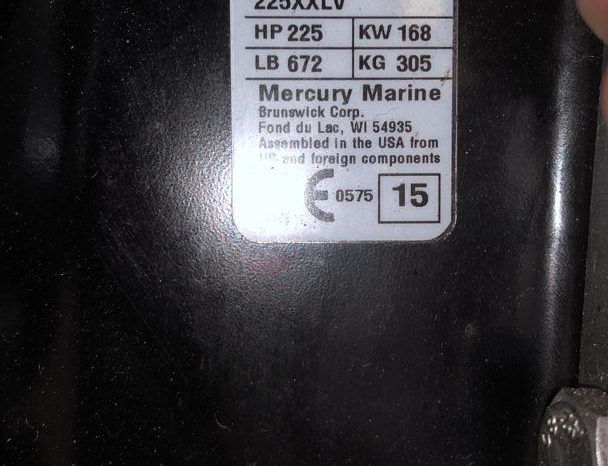 225XXLV
HP 225 KW 168
LB 672 KG 305
Mercury Marine
Brunswick Corp.
Fond du Lac, WI 54935
Assembled in the USA from
US and foreign components
CE 0575 15